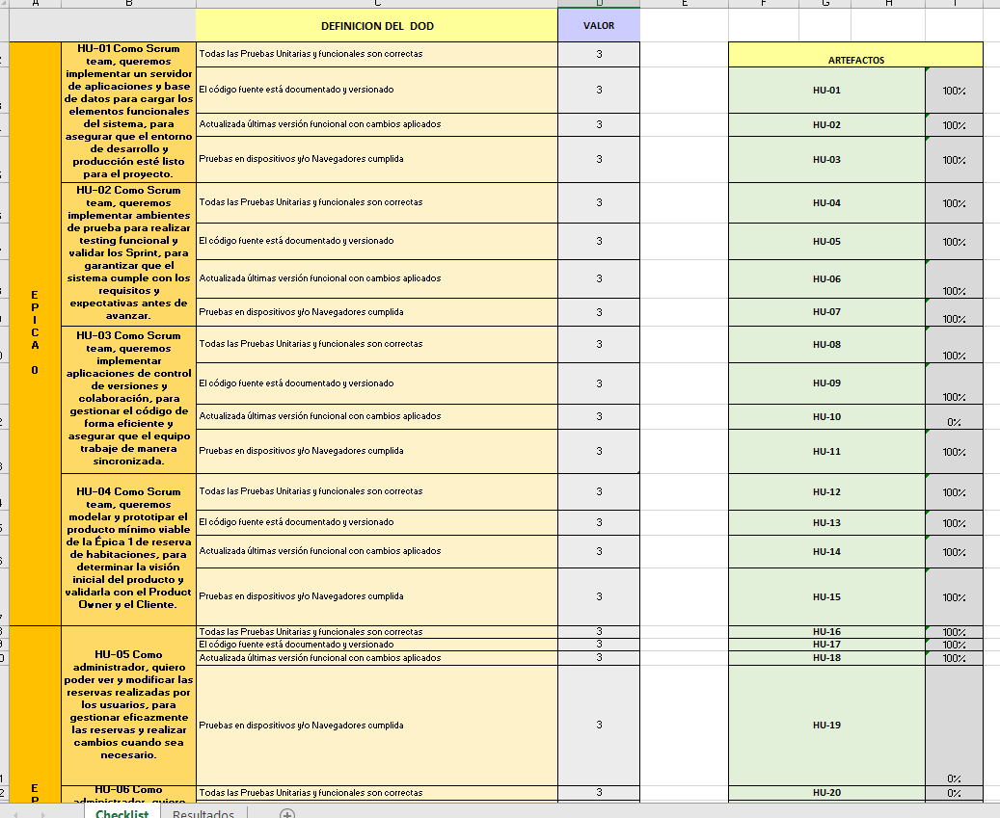 A B C D E F G H I
DEFINICION DEL DOD
VALOR
HU-01 Como Scrum
team, queremos
implementar un servidor
de aplicaciones y base
de datos para cargar los
elementos funcionales
del sistema, para
asegurar que el entorno
de desarrollo y
producción esté listo
para el proyecto.
Todas las Pruebas Unitarias y funcionales son correctas 3
El código fuente está documentado y versionado 3
Actualizada últimas versión funcional con cambios aplicados 3
Pruebas en dispositivos y/o Navegadores cumplida 3
HU-02 Como Scrum
team, queremos
implementar ambientes
de prueba para realizar
testing funcional y
validar los Sprint, para
garantizar que el
sistema cumple con los
requisitos y
expectativas antes de
avanzar.
Todas las Pruebas Unitarias y funcionales son correctas 3
El código fuente está documentado y versionado 3
Actualizada últimas versión funcional con cambios aplicados 3
Pruebas en dispositivos y/o Navegadores cumplida 3
E
P
I
C
A
0
HU-03 Como Scrum
team, queremos
implementar
aplicaciones de control
de versiones y
colaboración, para
gestionar el código de
forma eficiente y
asegurar que el equipo
trabaje de manera
sincronizada.
Todas las Pruebas Unitarias y funcionales son correctas 3
El código fuente está documentado y versionado 3
Actualizada últimas versión funcional con cambios aplicados 3
Pruebas en dispositivos y/o Navegadores cumplida 3
HU-04 Como Scrum
team, queremos
modelar y prototipar el
producto mínimo viable
de la Épica 1 de reserva
de habitaciones, para
determinar la visión
inicial del producto y
validarla con el Product
Owner y el Cliente.
Todas las Pruebas Unitarias y funcionales son correctas 3
El código fuente está documentado y versionado 3
Actualizada últimas versión funcional con cambios aplicados 3
Pruebas en dispositivos y/o Navegadores cumplida 3
HU-05 Como
administrador, quiero
poder ver y modificar las
reservas realizadas por
los usuarios, para
gestionar eficazmente
las reservas y realizar
cambios cuando sea
necesario.
Todas las Pruebas Unitarias y funcionales son correctas 3
El código fuente está documentado y versionado 3
Actualizada últimas versión funcional con cambios aplicados 3
Pruebas en dispositivos y/o Navegadores cumplida 3
E
P
HU-06 Como
administrador, quiero
Todas las Pruebas Unitarias y funcionales son correctas 3
ARTEFACTOS
HU-01 100%
HU-02 100%
HU-03 100%
HU-04 100%
HU-05 100%
HU-06 100%
HU-07 100%
HU-08 100%
HU-09 100%
HU-10 0%
HU-11 100%
HU-12 100%
HU-13 100%
HU-14 100%
HU-15 100%
HU-16 100%
HU-17 100%
HU-18 100%
HU-19 0%
HU-20 0%
Checklist Resultados